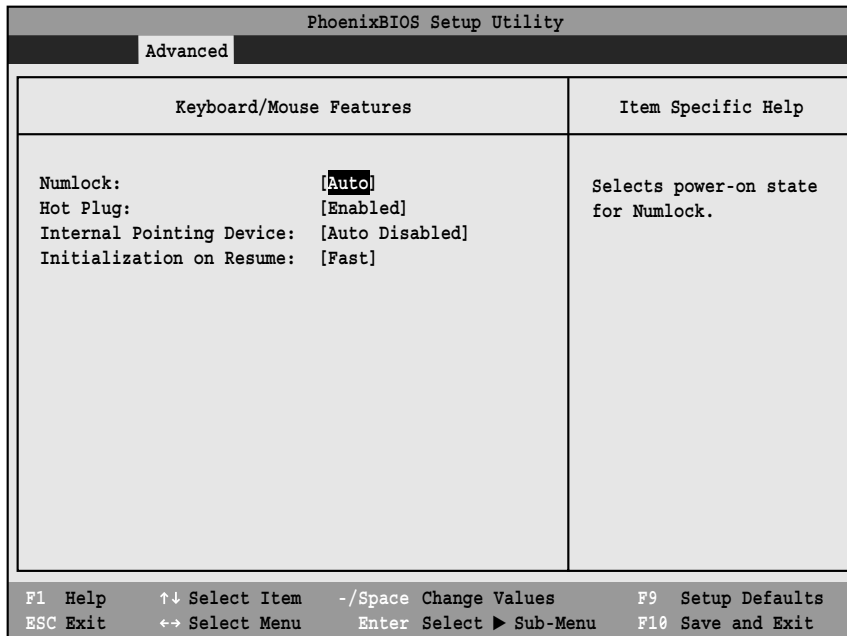 PhoenixBIOS Setup Utility
Advanced
Keyboard/Mouse Features
Item Specific Help
Numlock: [Auto]
Hot Plug: [Enabled]
Internal Pointing Device: [Auto Disabled]
Initialization on Resume: [Fast]
Selects power-on state
for Numlock.
F1 Help ↑↓ Select Item -/Space Change Values F9 Setup Defaults
ESC Exit ←→ Select Menu Enter Select ▶ Sub-Menu F10 Save and Exit